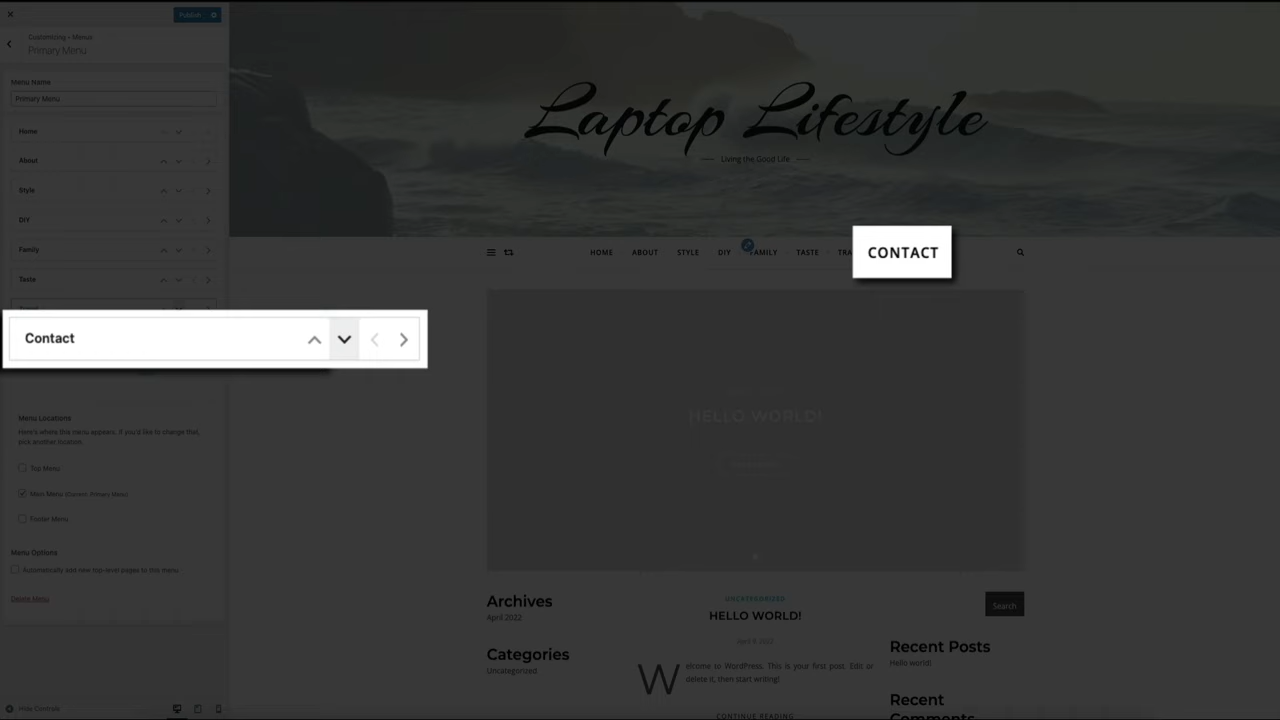 Publish
Customizing • Menus
Primary Menu
Menu Name
Primary Menu
Home
About
Style
DIY
Family
Taste
Contact
Menu Locations
Here's where this menu appears. If you'd like to change that,
pick another location.
Top Menu
Main Menu (Current: Primary Menu)
Footer Menu
Menu Options
Automatically add new top-level pages to this menu
Delete Menu
Hide Controls
Laptop Lifestyle
Living the Good Life
HOME ABOUT STYLE DIY FAMILY TASTE TRA CONTACT
HELLO WORLD!
Archives
April 2022
Categories
Uncategorized
UNCATEGORIZED
HELLO WORLD!
Welcome to WordPress. This is your first post. Edit or
delete it, then start writing!
CONTINUE READING
Search
Recent Posts
Hello world!
Recent
Comments